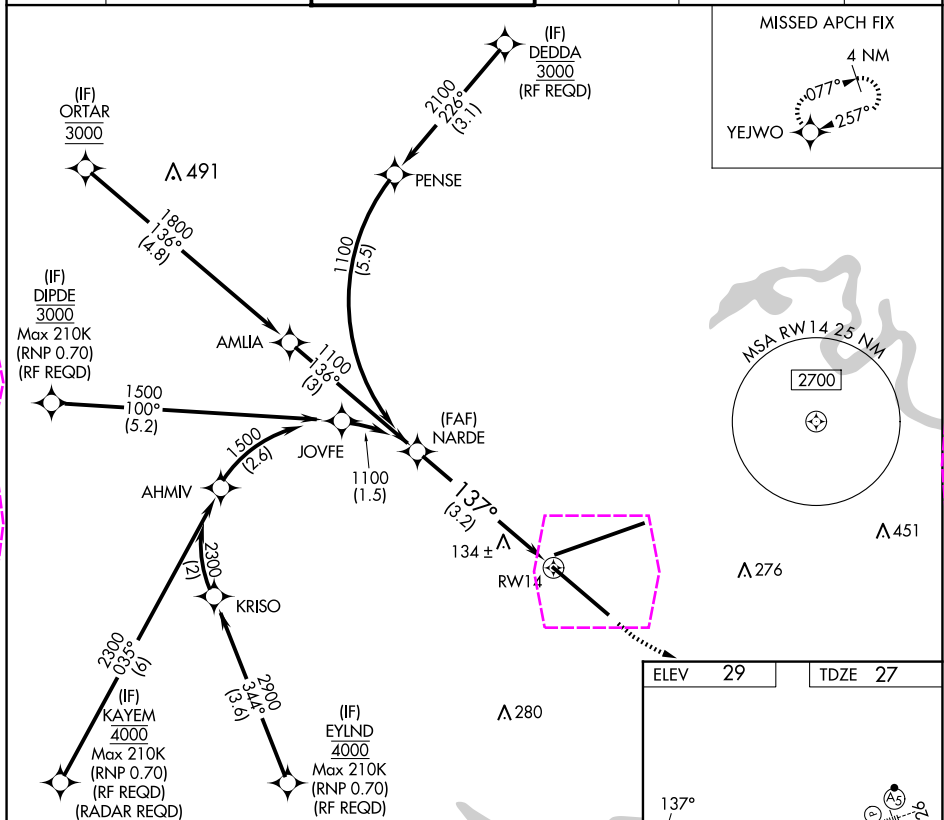 MISSED APCH FIX
4 NM
077°
257°
YEJWO
(IF)
DEDDA
3000
(RF REQD)
2100
226°
(3.1)
PENSE
(IF)
ORTAR
3000
491
1800
136°
(4.8)
1100
(5.5)
(IF)
DIPDE
3000
Max 210K
(RNP 0.70)
(RF REQD)
AMLIA
1100
136°
(3)
MSA RW14 25 NM
2700
1500
100°
(5.2)
JOVFE
(FAF)
NARDE
1100
(1.5)
1500
(2.6)
AHMIV
137°
(3.2)
134 ±
RW14
451
276
2300
(2)
KRISO
2300
035°
(6)
2900
344°
(3.6)
280
(IF)
KAYEM
4000
Max 210K
(RNP 0.70)
(RF REQD)
(RADAR REQD)
(IF)
EYLND
4000
Max 210K
(RNP 0.70)
(RF REQD)
ELEV 29
TDZE 27
137°
A5
P
26